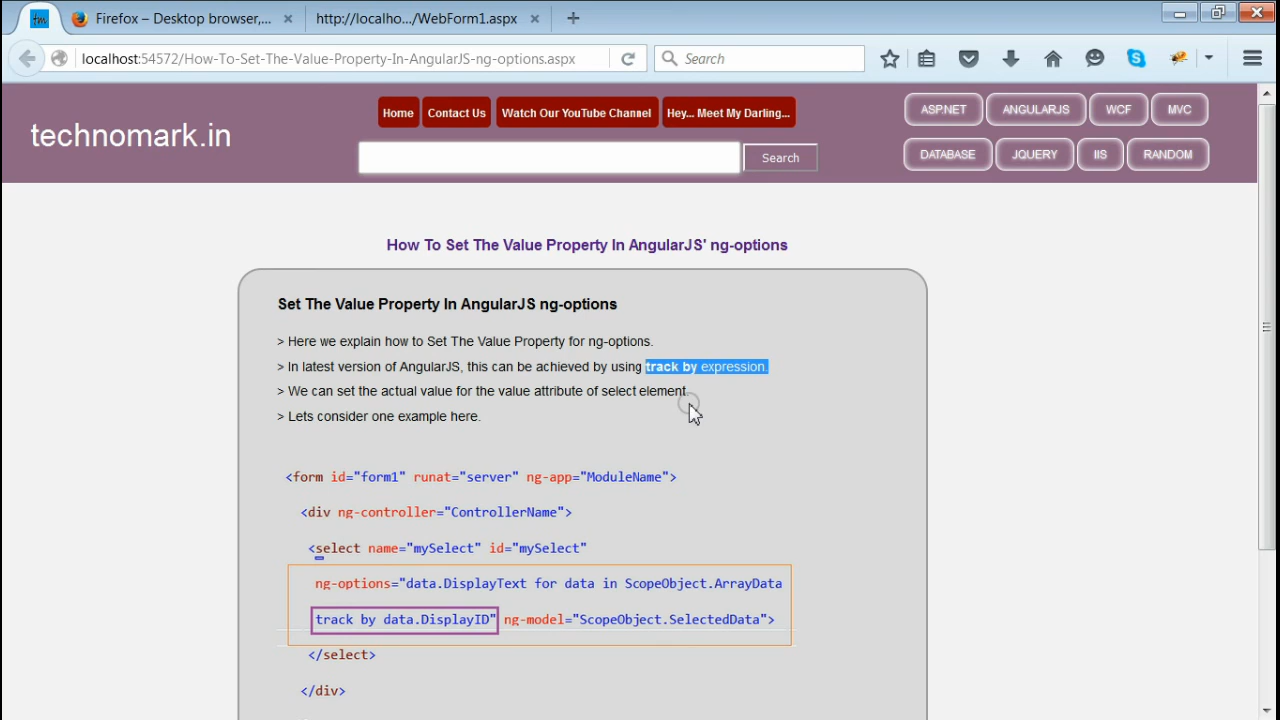 tm
Firefox – Desktop browser,...
http://localho.../WebForm1.aspx
localhost:54572/How-To-Set-The-Value-Property-In-AngularJS-ng-options.aspx
Search
technomark.in
Home
Contact Us
Watch Our YouTube Channel
Hey... Meet My Darling...
Search
ASP.NET
ANGULARJS
WCF
MVC
DATABASE
JQUERY
IIS
RANDOM
How To Set The Value Property In AngularJS' ng-options
Set The Value Property In AngularJS ng-options
> Here we explain how to Set The Value Property for ng-options.
> In latest version of AngularJS, this can be achieved by using track by expression.
> We can set the actual value for the value attribute of select element.
> Lets consider one example here.
<form id="form1" runat="server" ng-app="ModuleName">
<div ng-controller="ControllerName">
<select name="mySelect" id="mySelect"
ng-options="data.DisplayText for data in ScopeObject.ArrayData
track by data.DisplayID" ng-model="ScopeObject.SelectedData">
</select>
</div>